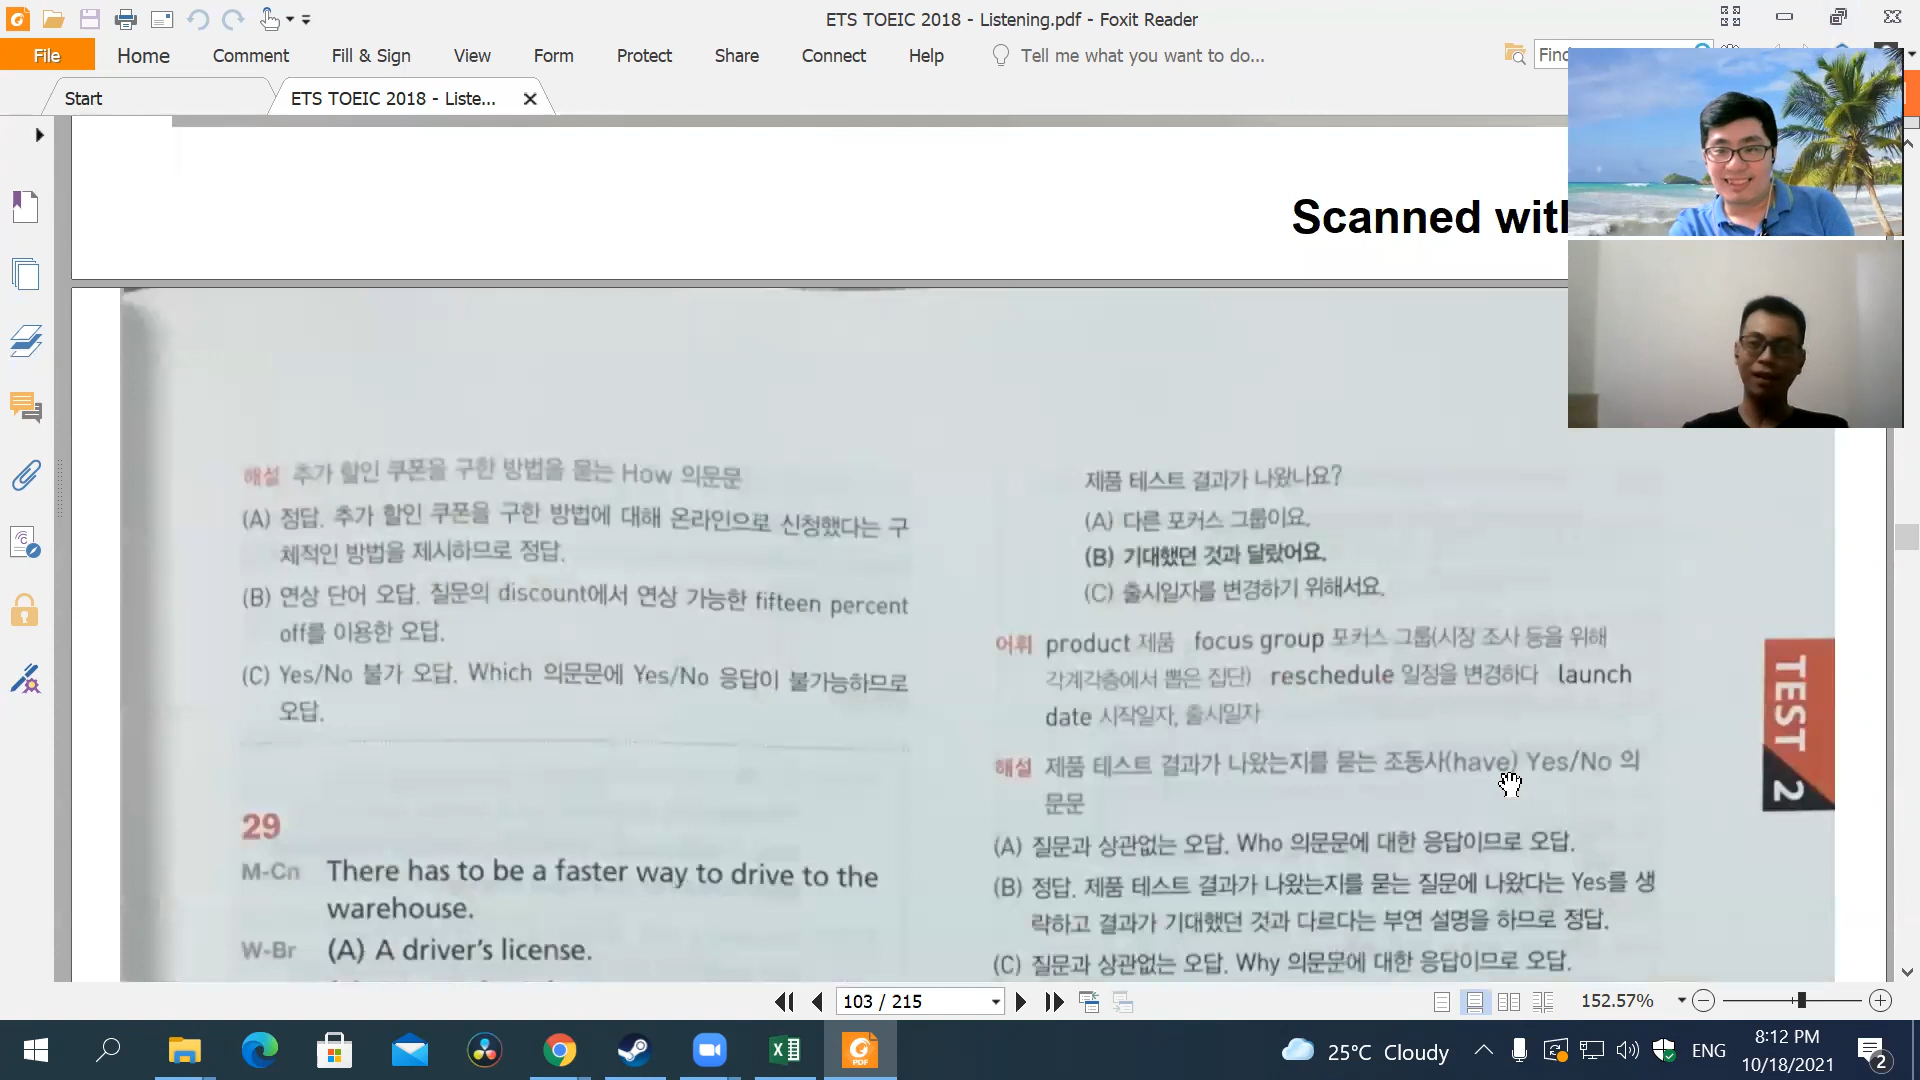 ETS TOEIC 2018 - Listening.pdf - Foxit Reader
File Home Comment Fill & Sign View Form Protect Share Connect Help Tell me what you want to do... Find
Start
ETS TOEIC 2018 - Liste...
Scanned with
해설 추가 할인 쿠폰을 구한 방법을 묻는 How 의문문
(A) 정답. 추가 할인 쿠폰을 구한 방법에 대해 온라인으로 신청했다는 구
체적인 방법을 제시하므로 정답.
(B) 연상 단어 오답. 질문의 discount에서 연상 가능한 fifteen percent
off를 이용한 오답.
(C) Yes/No 불가 오답. Which 의문문에 Yes/No 응답이 불가능하므로
오답.
29
M-Cn There has to be a faster way to drive to the
warehouse.
W-Br (A) A driver's license.
제품 테스트 결과가 나왔나요?
(A) 다른 포커스 그룹이요.
(B) 기대했던 것과 달랐어요.
(C) 출시일자를 변경하기 위해서요.
어휘 product 제품 focus group 포커스 그룹(시장 조사 등을 위해
각계각층에서 뽑은 집단) reschedule 일정을 변경하다 launch
date 시작일자, 출시일자
해설 제품 테스트 결과가 나왔는지를 묻는 조동사(have) Yes/No 의
문문
(A) 질문과 상관없는 오답. Who 의문문에 대한 응답이므로 오답.
(B) 정답. 제품 테스트 결과가 나왔는지를 묻는 질문에 나왔다는 Yes를 생
략하고 결과가 기대했던 것과 다르다는 부연 설명을 하므로 정답.
(C) 질문과 상관없는 오답. Why 의문문에 대한 응답이므로 오답.
TEST 2
103 / 215
152.57%
25°C Cloudy
ENG
8:12 PM
10/18/2021
2